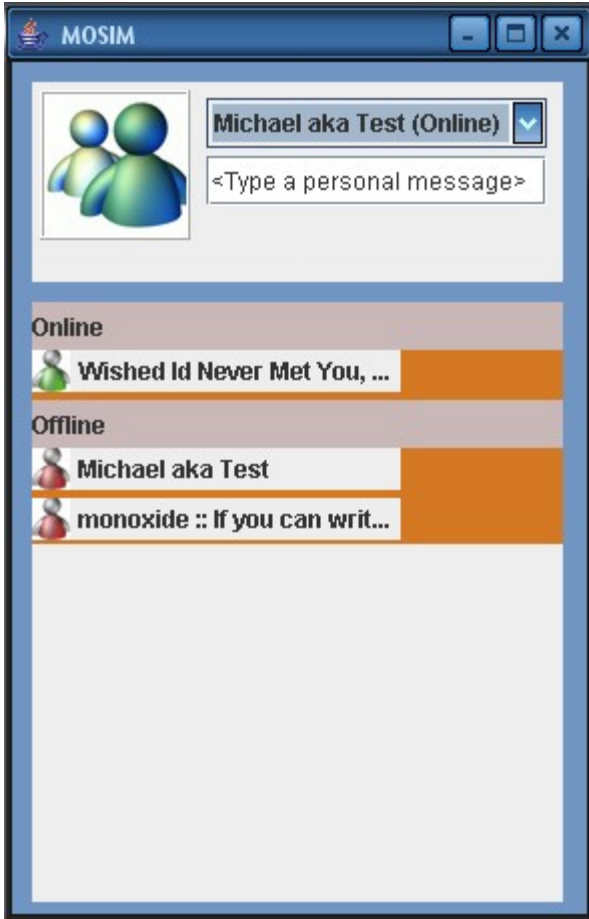 MOSIM
Michael aka Test (Online)
<Type a personal message>
Online
Wished Id Never Met You, ...
Offline
Michael aka Test
monoxide :: If you can writ...